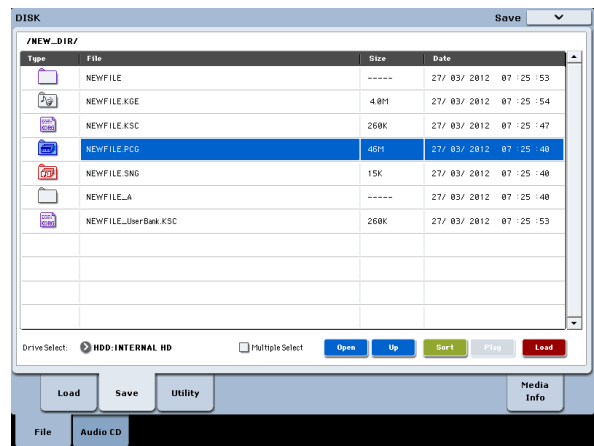 DISK Save
/NEW_DIR/
Type File Size Date
NEWFILE ----- 27/ 03/ 2012 07 :25 :53
NEWFILE.KGE 4.0M 27/ 03/ 2012 07 :25 :54
KORG NEWFILE.KSC 260K 27/ 03/ 2012 07 :25 :47
NEWFILE.PCG 46M 27/ 03/ 2012 07 :25 :40
NEWFILE.SNG 15K 27/ 03/ 2012 07 :25 :40
NEWFILE_A ----- 27/ 03/ 2012 07 :25 :40
KORG NEWFILE_UserBank.KSC 260K 27/ 03/ 2012 07 :25 :53
Drive Select: HDD:INTERNAL HD Multiple Select Open Up Sort Play Load
Load Save Utility Media
Info
File Audio CD